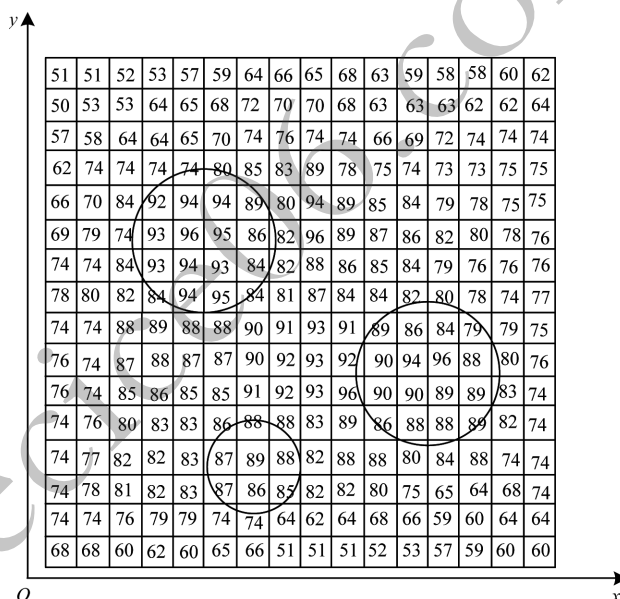 y
51 51 52 53 57 59 64 66 65 68 63 59 58 58 60 62
50 53 53 64 65 68 72 70 70 68 63 63 63 62 62 64
57 58 64 64 65 70 74 76 74 74 66 69 72 74 74 74
62 74 74 74 74 80 85 83 89 78 75 74 73 73 75 75
66 70 84 92 94 94 89 80 94 89 85 84 79 78 75 75
69 79 74 93 96 95 86 82 96 89 87 86 82 80 78 76
74 74 84 93 94 93 84 82 88 86 85 84 79 76 76 76
78 80 82 84 94 95 84 81 87 84 84 82 80 78 74 77
74 74 88 89 88 88 90 91 93 91 89 86 84 79 79 75
76 74 87 88 87 87 90 92 93 92 90 94 96 88 80 76
76 74 85 86 85 85 91 92 93 96 90 90 89 89 83 74
74 76 80 83 83 86 88 88 83 89 86 88 88 89 82 74
74 77 82 82 83 87 89 88 82 88 88 80 84 88 74 74
74 78 81 82 83 87 86 85 82 82 80 75 65 64 68 74
74 74 76 79 79 74 74 64 62 64 68 66 59 60 64 64
68 68 60 62 60 65 66 51 51 51 52 53 57 59 60 60
O x